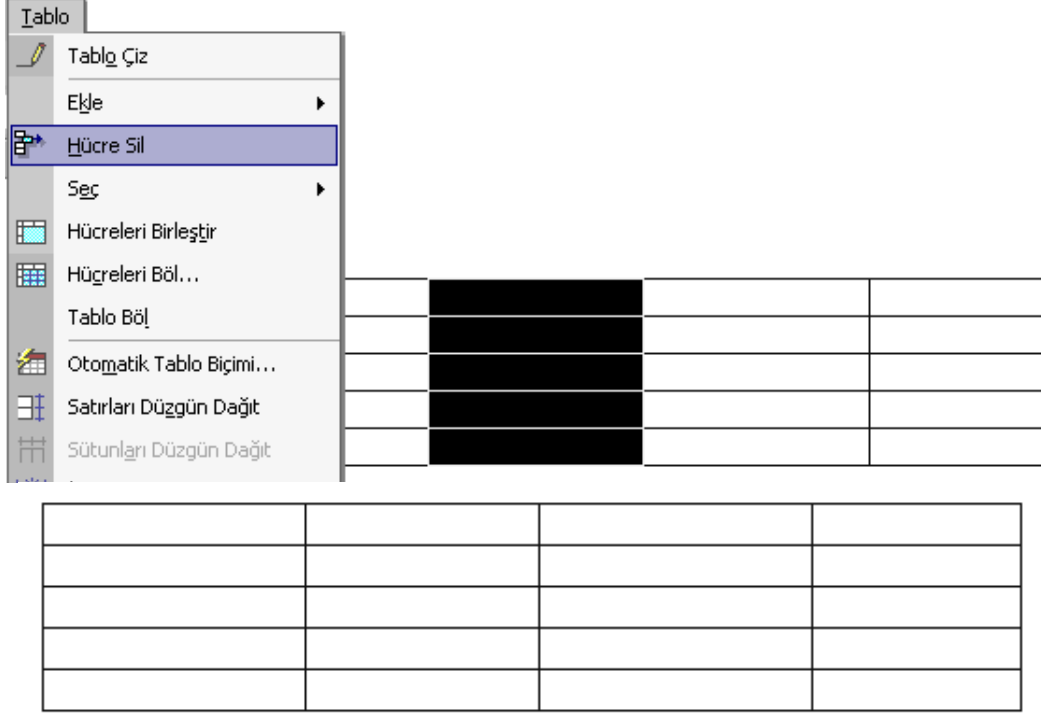 Tablo
Tablo Çiz
Ekle
Hücre Sil
Seç
Hücreleri Birleştir
Hücreleri Böl...
Tablo Böl
Otomatik Tablo Biçimi...
Satırları Düzgün Dağıt
Sütunları Düzgün Dağıt